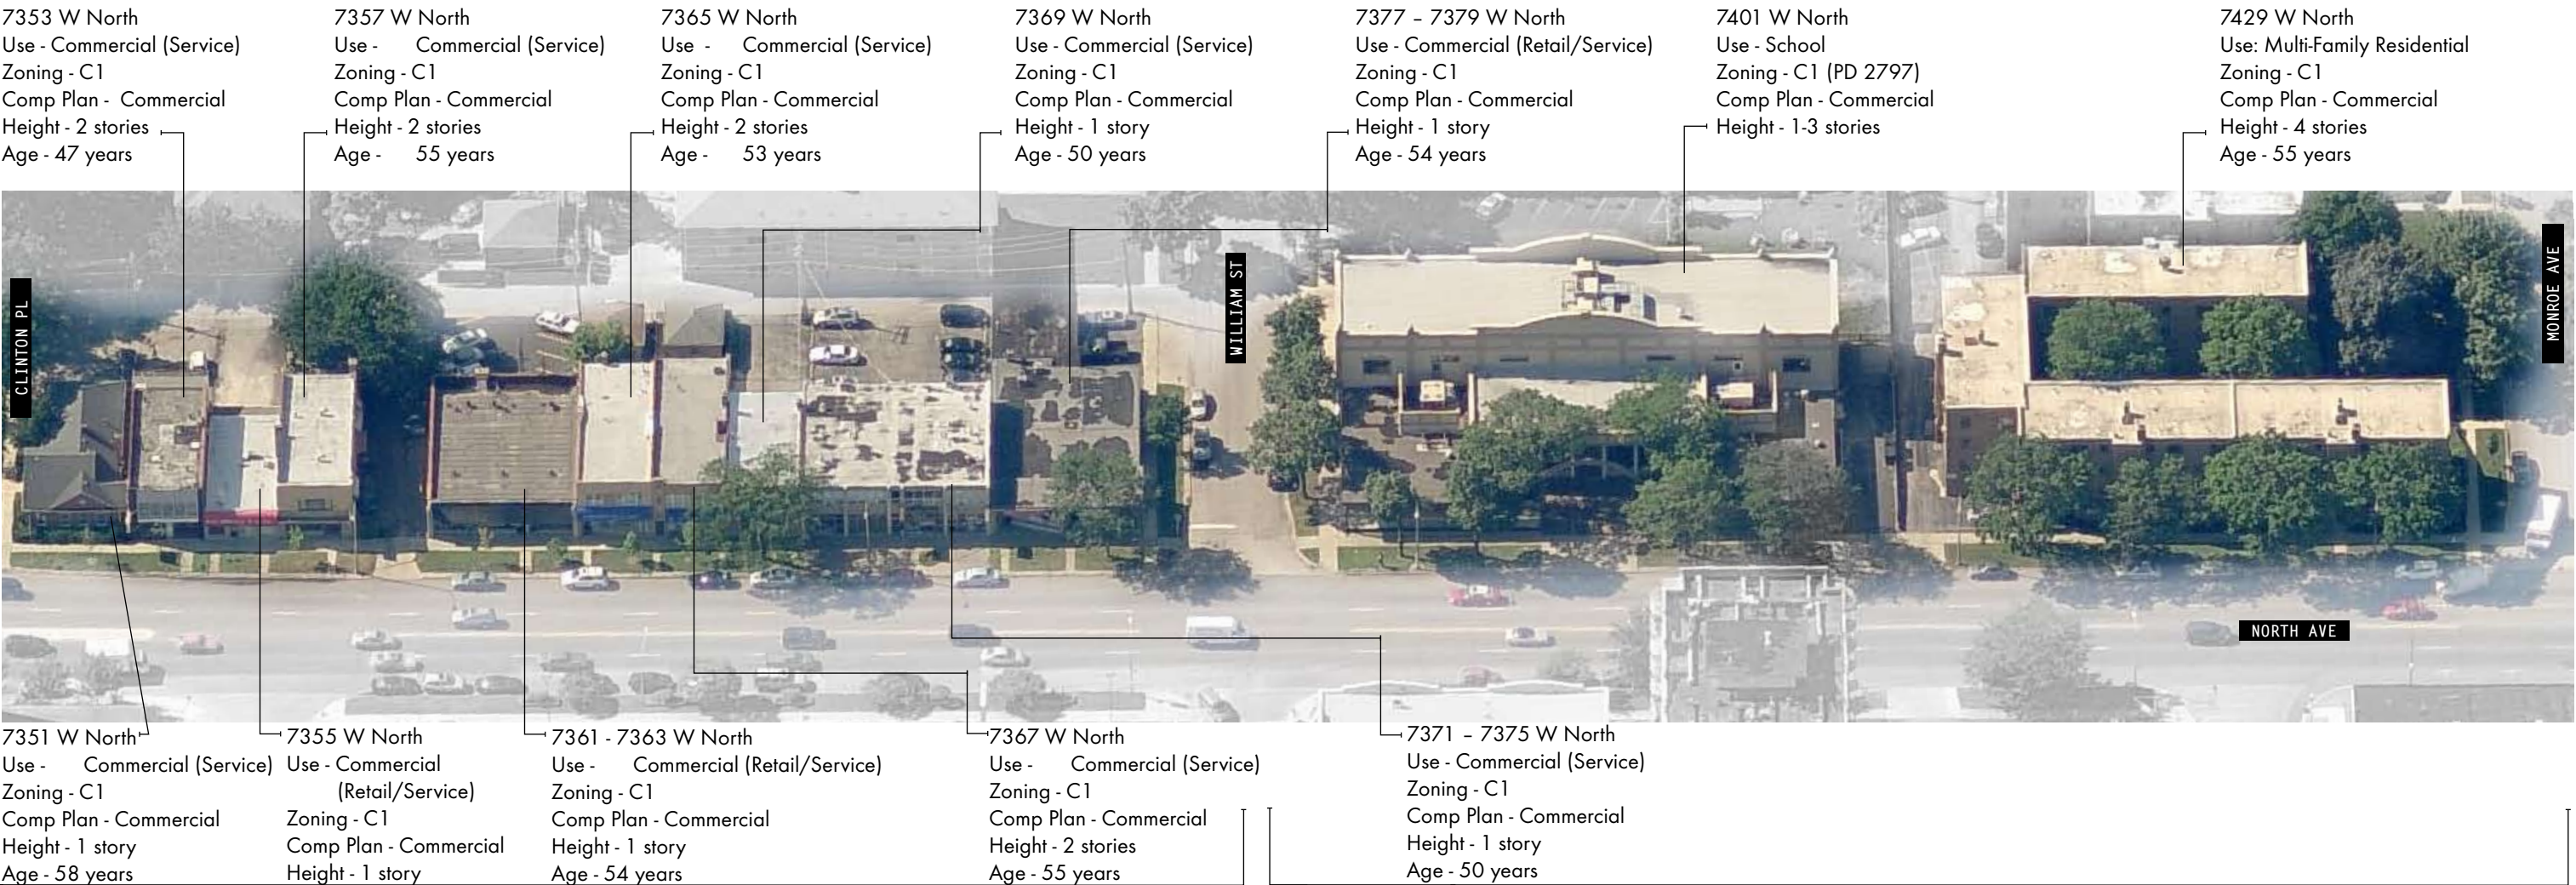 7353 W North
Use - Commercial (Service)
Zoning - C1
Comp Plan - Commercial
Height - 2 stories
Age - 47 years
7357 W North
Use - Commercial (Service)
Zoning - C1
Comp Plan - Commercial
Height - 2 stories
Age - 55 years
7365 W North
Use - Commercial (Service)
Zoning - C1
Comp Plan - Commercial
Height - 2 stories
Age - 53 years
7369 W North
Use - Commercial (Service)
Zoning - C1
Comp Plan - Commercial
Height - 1 story
Age - 50 years
7377 – 7379 W North
Use - Commercial (Retail/Service)
Zoning - C1
Comp Plan - Commercial
Height - 1 story
Age - 54 years
7401 W North
Use - School
Zoning - C1 (PD 2797)
Comp Plan - Commercial
Height - 1-3 stories
7429 W North
Use: Multi-Family Residential
Zoning - C1
Comp Plan - Commercial
Height - 4 stories
Age - 55 years
CLINTON PL
WILLIAM ST
MONROE AVE
NORTH AVE
7351 W North
Use - Commercial (Service)
Zoning - C1
Comp Plan - Commercial
Height - 1 story
Age - 58 years
7355 W North
Use - Commercial
(Retail/Service)
Zoning - C1
Comp Plan - Commercial
Height - 1 story
7361 - 7363 W North
Use - Commercial (Retail/Service)
Zoning - C1
Comp Plan - Commercial
Height - 1 story
Age - 54 years
7367 W North
Use - Commercial (Service)
Zoning - C1
Comp Plan - Commercial
Height - 2 stories
Age - 55 years
7371 – 7375 W North
Use - Commercial (Service)
Zoning - C1
Comp Plan - Commercial
Height - 1 story
Age - 50 years